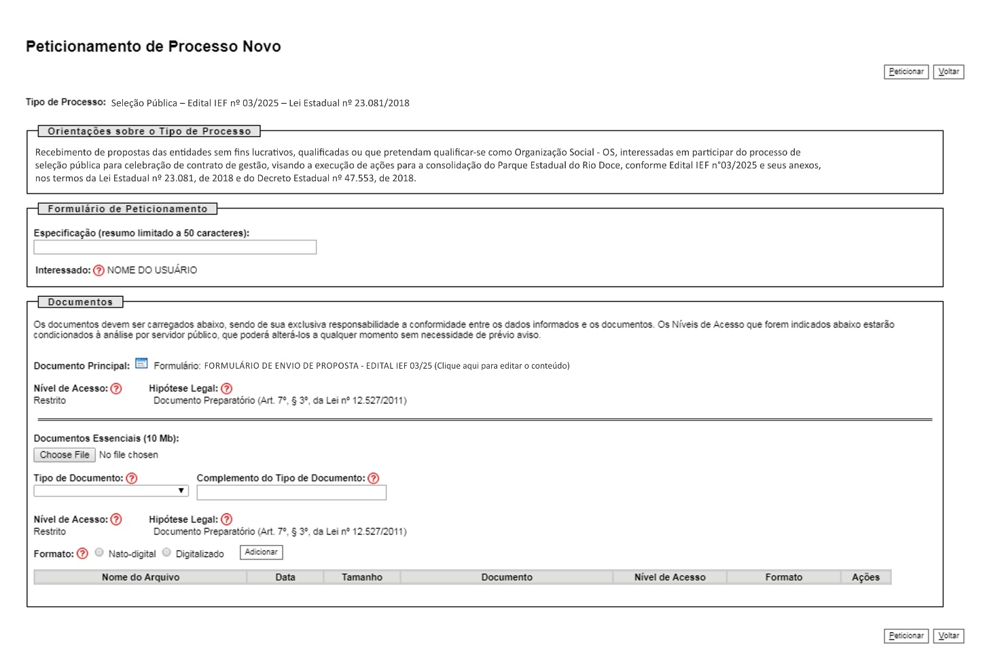 Peticionamento de Processo Novo
Peticionar Voltar
Tipo de Processo: Seleção Pública – Edital IEF nº 03/2025 – Lei Estadual nº 23.081/2018
Orientações sobre o Tipo de Processo
Recebimento de propostas das entidades sem fins lucrativos, qualificadas ou que pretendam qualificar-se como Organização Social - OS, interessadas em participar do processo de
seleção pública para celebração de contrato de gestão, visando a execução de ações para a consolidação do Parque Estadual do Rio Doce, conforme Edital IEF n°03/2025 e seus anexos,
nos termos da Lei Estadual nº 23.081, de 2018 e do Decreto Estadual nº 47.553, de 2018.
Formulário de Peticionamento
Especificação (resumo limitado a 50 caracteres):
Interessado: ? NOME DO USUÁRIO
Documentos
Os documentos devem ser carregados abaixo, sendo de sua exclusiva responsabilidade a conformidade entre os dados informados e os documentos. Os Níveis de Acesso que forem indicados abaixo estarão
condicionados à análise por servidor público, que poderá alterá-los a qualquer momento sem necessidade de prévio aviso.
Documento Principal: Formulário: FORMULÁRIO DE ENVIO DE PROPOSTA - EDITAL IEF 03/25 (Clique aqui para editar o conteúdo)
Nível de Acesso: ? Hipótese Legal: ?
Restrito Documento Preparatório (Art. 7º, § 3º, da Lei nº 12.527/2011)
Documentos Essenciais (10 Mb):
Choose File No file chosen
Tipo de Documento: ? Complemento do Tipo de Documento: ?
Nível de Acesso: ? Hipótese Legal: ?
Restrito Documento Preparatório (Art. 7º, § 3º, da Lei nº 12.527/2011)
Formato: ? Nato-digital Digitalizado Adicionar
Nome do Arquivo Data Tamanho Documento Nível de Acesso Formato Ações
Peticionar Voltar